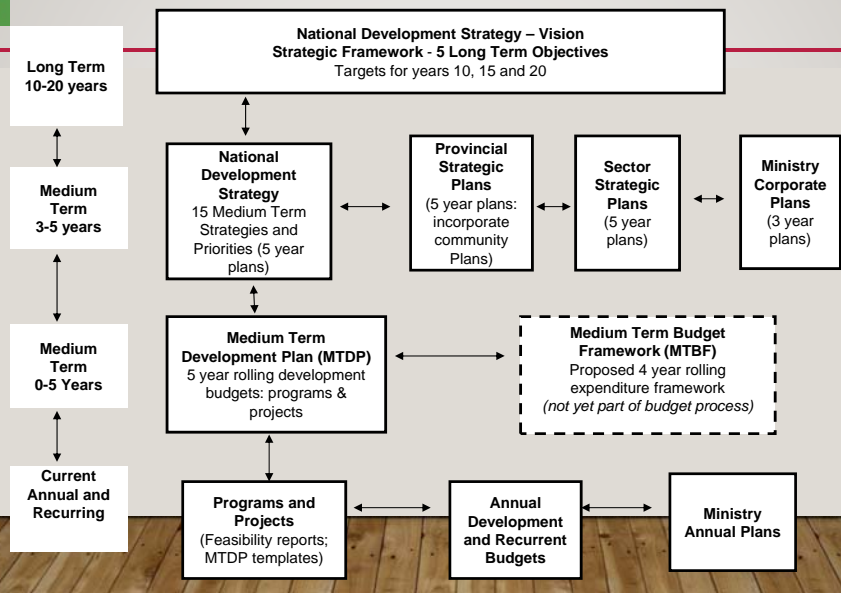 National Development Strategy – Vision
Strategic Framework - 5 Long Term Objectives
Targets for years 10, 15 and 20
Long Term
10-20 years
Medium
Term
3-5 years
National
Development
Strategy
15 Medium Term
Strategies and
Priorities (5 year
plans)
Provincial
Strategic
Plans
(5 year plans:
incorporate
community
Plans)
Sector
Strategic
Plans
(5 year
plans)
Ministry
Corporate
Plans
(3 year
plans)
Medium
Term
0-5 Years
Medium Term
Development Plan (MTDP)
5 year rolling development
budgets: programs &
projects
Medium Term Budget
Framework (MTBF)
Proposed 4 year rolling
expenditure framework
(not yet part of budget process)
Current
Annual and
Recurring
Programs and
Projects
(Feasibility reports;
MTDP templates)
Annual
Development
and Recurrent
Budgets
Ministry
Annual Plans